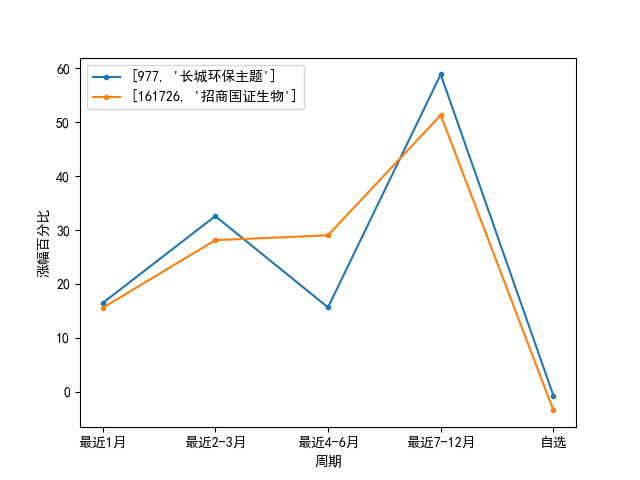 [977, '长城环保主题']
[161726, '招商国证生物']
60
50
40
30
20
10
0
涨幅百分比
最近1月 最近2-3月 最近4-6月 最近7-12月 自选
周期